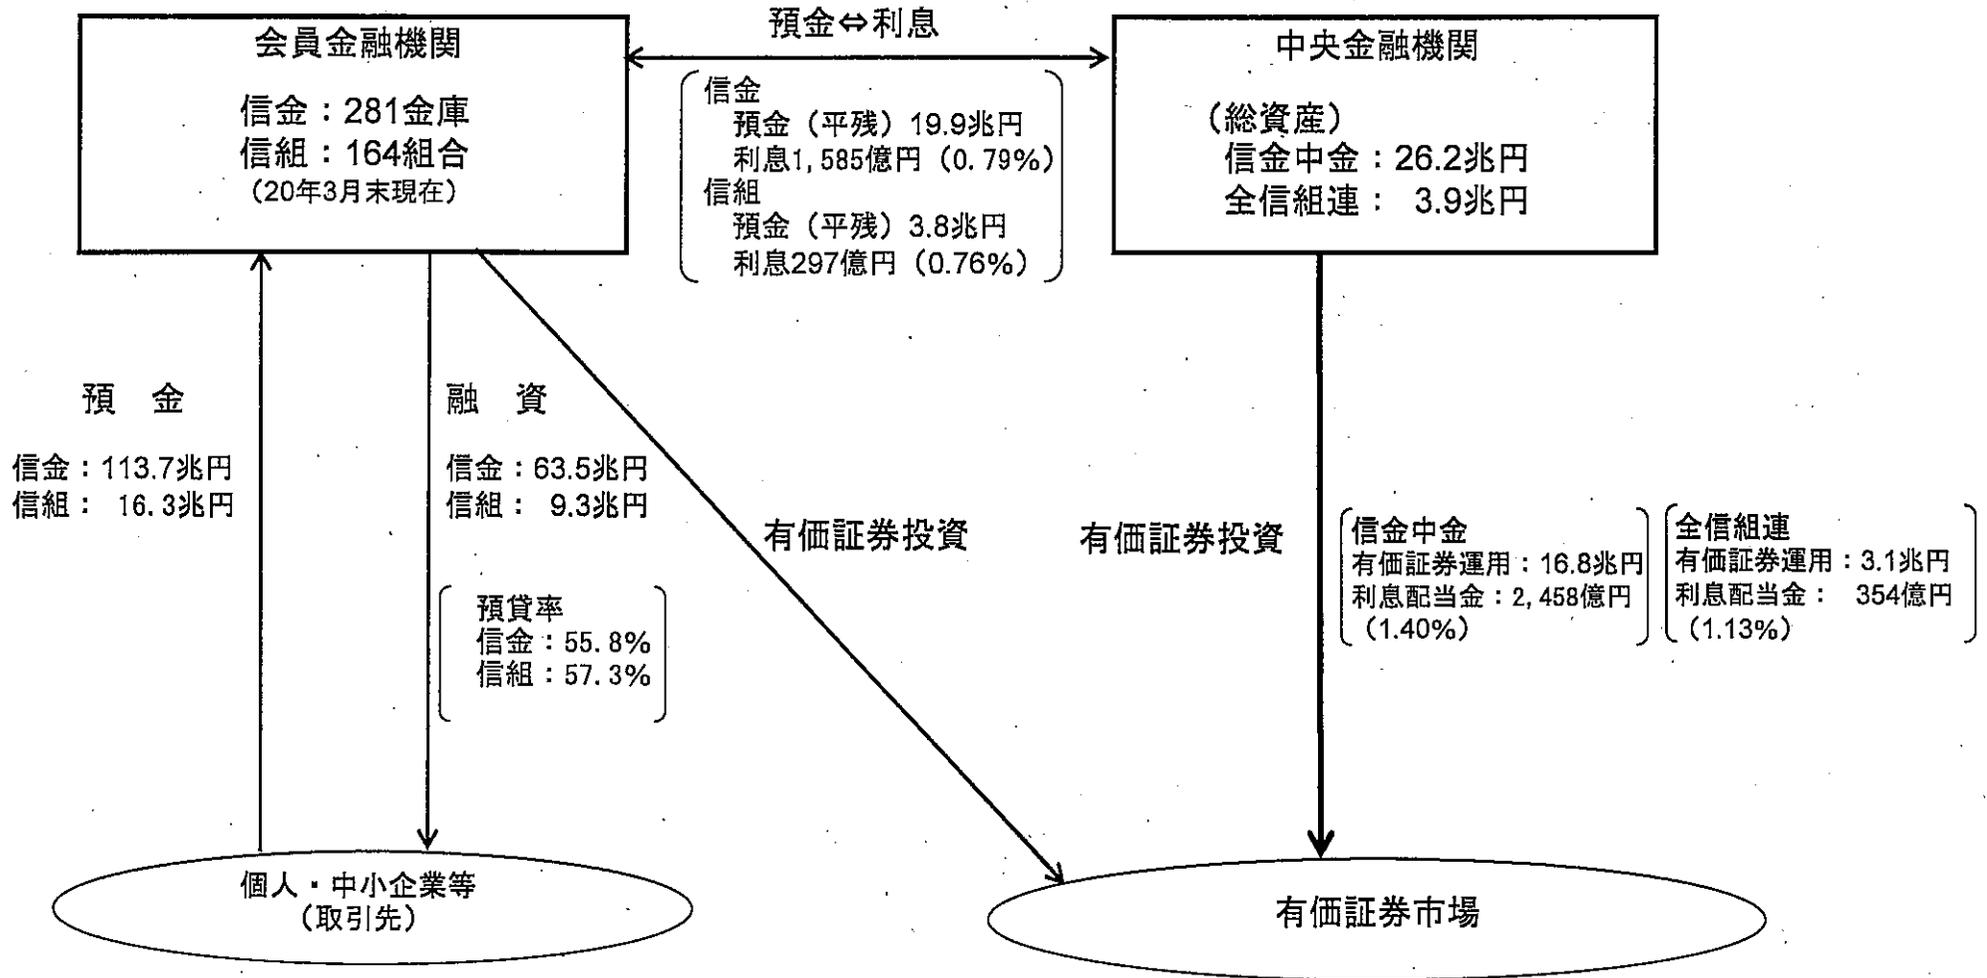 会員金融機関
信金：281金庫
信組：164組合
（20年3月末現在）
預金⇔利息
信金
預金（平残）19.9兆円
利息1,585億円（0.79%）
信組
預金（平残）3.8兆円
利息297億円（0.76%）
中央金融機関
（総資産）
信金中金：26.2兆円
全信組連： 3.9兆円
預 金
信金：113.7兆円
信組： 16.3兆円
融 資
信金：63.5兆円
信組： 9.3兆円
預貸率
信金：55.8%
信組：57.3%
有価証券投資
有価証券投資
信金中金
有価証券運用：16.8兆円
利息配当金：2,458億円
（1.40%）
全信組連
有価証券運用：3.1兆円
利息配当金： 354億円
（1.13%）
個人・中小企業等
（取引先）
有価証券市場